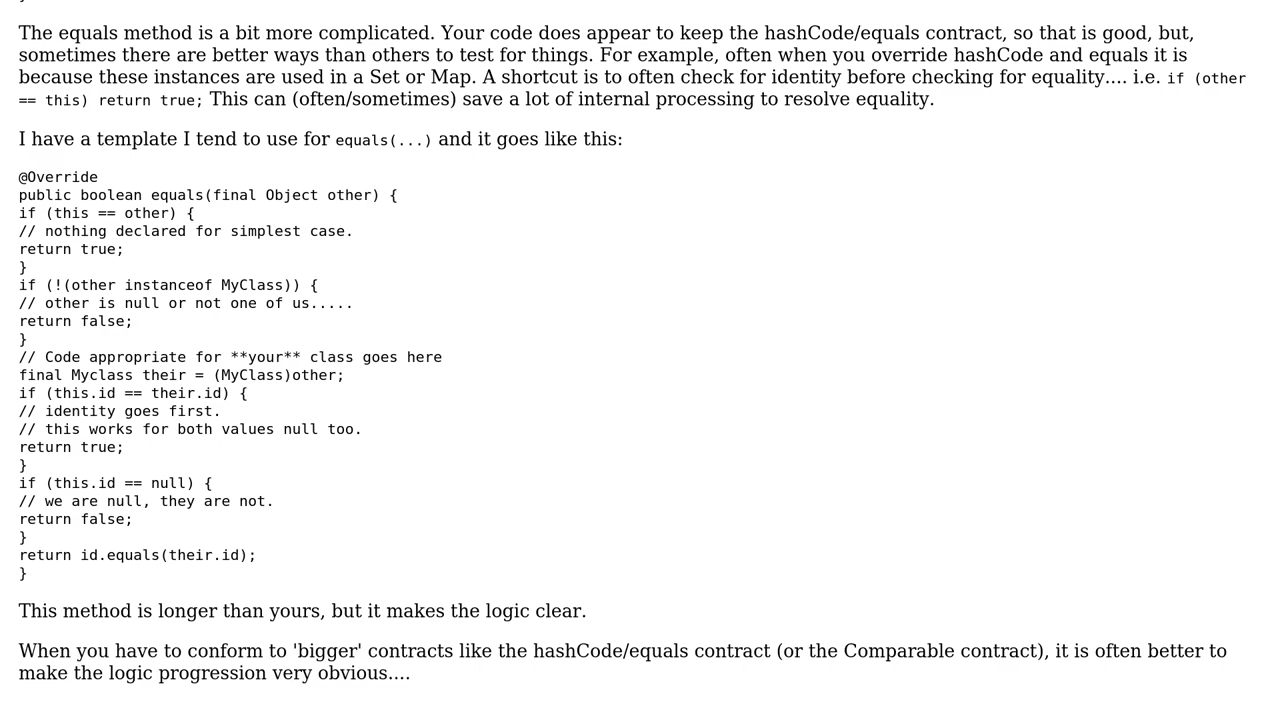 The equals method is a bit more complicated. Your code does appear to keep the hashCode/equals contract, so that is good, but,
sometimes there are better ways than others to test for things. For example, often when you override hashCode and equals it is
because these instances are used in a Set or Map. A shortcut is to often check for identity before checking for equality.... i.e. if (other
== this) return true; This can (often/sometimes) save a lot of internal processing to resolve equality.
I have a template I tend to use for equals(...) and it goes like this:
@Override
public boolean equals(final Object other) {
if (this == other) {
// nothing declared for simplest case.
return true;
}
if (!(other instanceof MyClass)) {
// other is null or not one of us.....
return false;
}
// Code appropriate for **your** class goes here
final Myclass their = (MyClass)other;
if (this.id == their.id) {
// identity goes first.
// this works for both values null too.
return true;
}
if (this.id == null) {
// we are null, they are not.
return false;
}
return id.equals(their.id);
}
This method is longer than yours, but it makes the logic clear.
When you have to conform to 'bigger' contracts like the hashCode/equals contract (or the Comparable contract), it is often better to
make the logic progression very obvious....